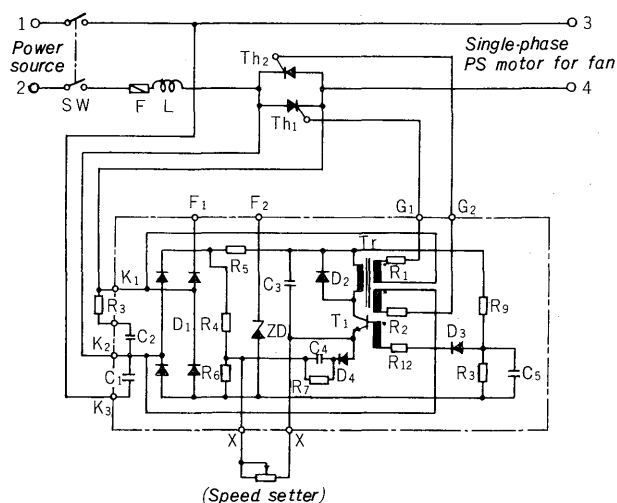 1
3
Power
source
Th2
Single-phase
PS motor for fan
2
SW
F
L
4
Th1
F1
F2
G1
G2
Tr
K1
R5
R1
C3
D2
R3
R9
C2
D1
R4
ZD
T1
R2
D3
K2
C4
C1
R6
R7
D4
R12
R3
C5
K3
X
X
(Speed setter)